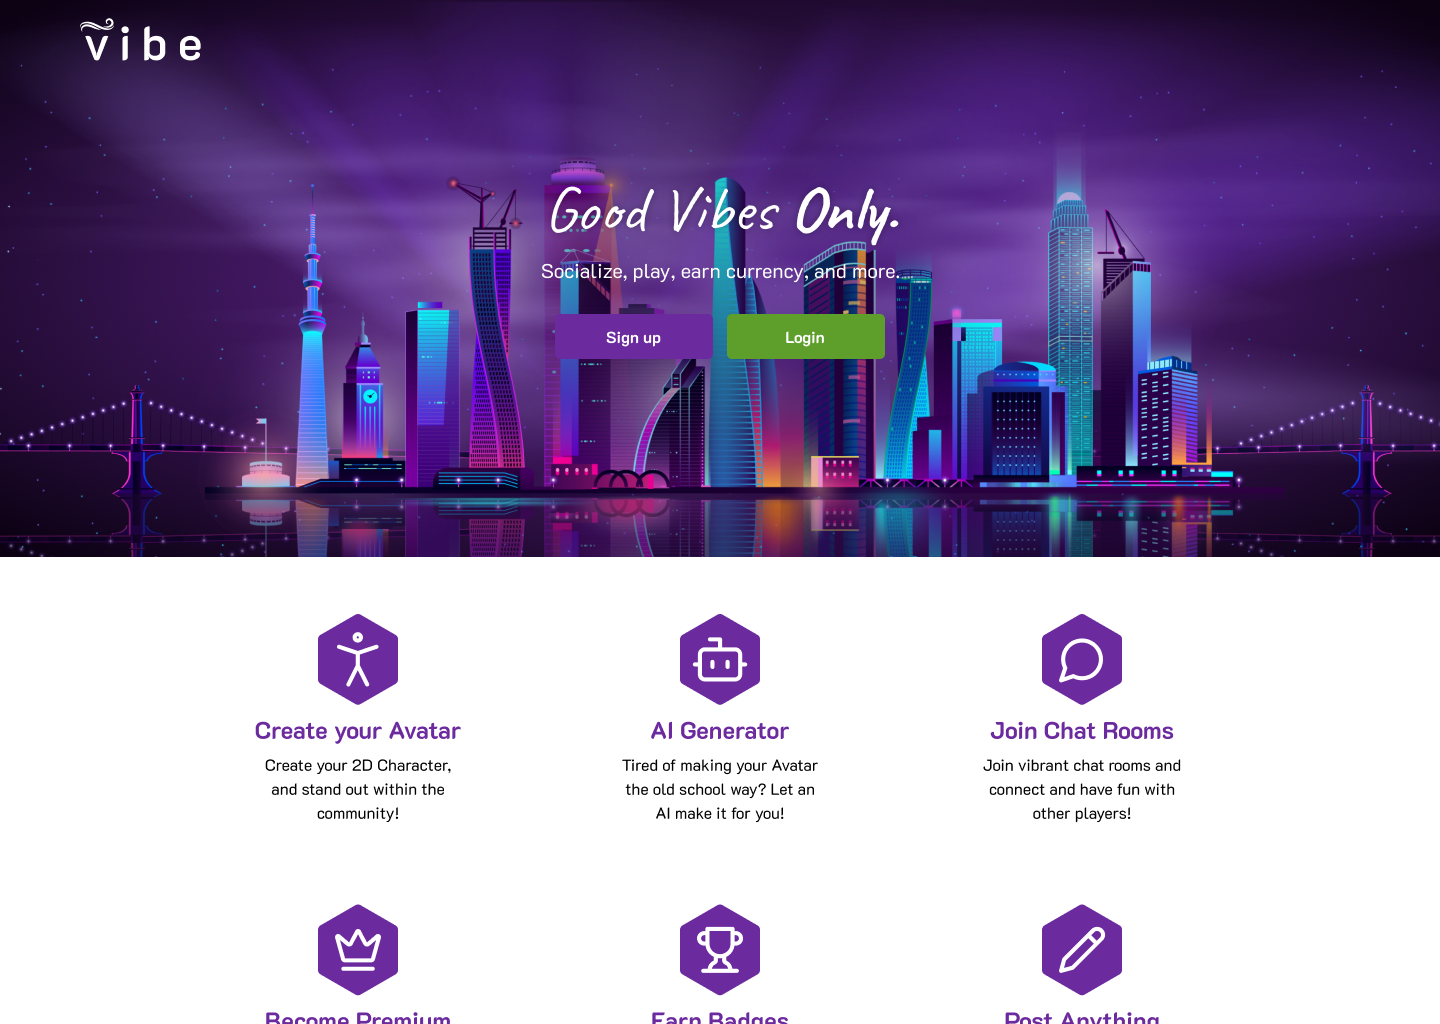 vibe
Good Vibes Only.
Socialize, play, earn currency, and more.
Sign up
Login
Create your Avatar
Create your 2D Character,
and stand out within the
community!
AI Generator
Tired of making your Avatar
the old school way? Let an
AI make it for you!
Join Chat Rooms
Join vibrant chat rooms and
connect and have fun with
other players!
Become Premium
Earn Badges
Post Anything